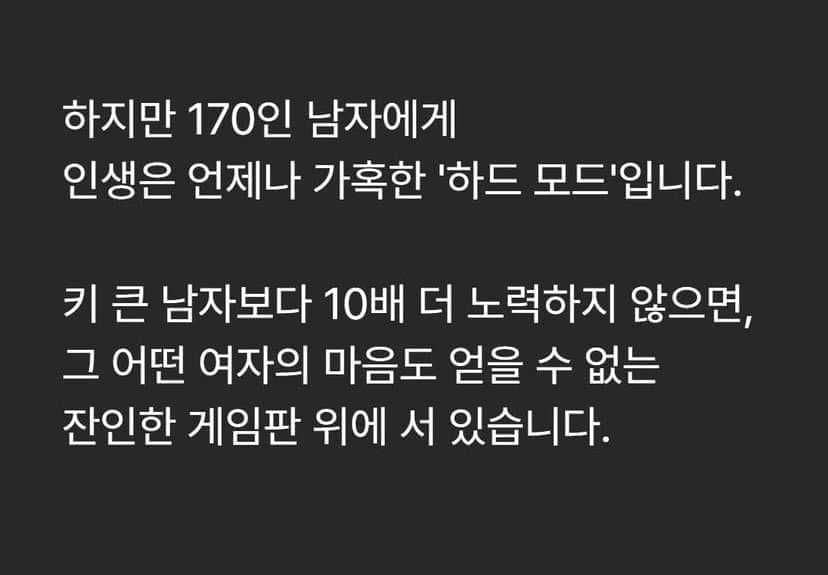 하지만 170인 남자에게
인생은 언제나 가혹한 '하드 모드'입니다.
키 큰 남자보다 10배 더 노력하지 않으면,
그 어떤 여자의 마음도 얻을 수 없는
잔인한 게임판 위에 서 있습니다.